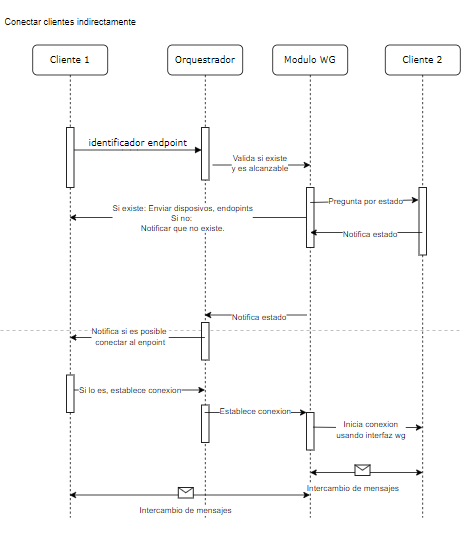 Conectar clientes indirectamente
Cliente 1
Orquestrador
Modulo WG
Cliente 2
identificador endpoint
Valida si existe
y es alcanzable
Pregunta por estado
Si existe: Enviar disposivos, endopints
Si no:
Notificar que no existe.
Notifica estado
Notifica estado
Notifica si es posible
conectar al enpoint
Si lo es, establece conexion
Establece conexion
Inicia conexion
usando interfaz wg
Intercambio de mensajes
Intercambio de mensajes